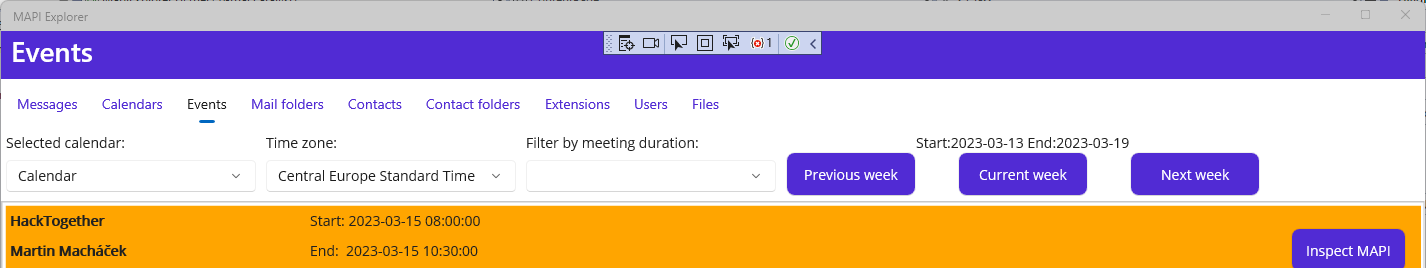 MAPI Explorer
Events
1
Messages Calendars Events Mail folders Contacts Contact folders Extensions Users Files
Selected calendar: Time zone: Filter by meeting duration: Start:2023-03-13 End:2023-03-19
Calendar Central Europe Standard Time Previous week Current week Next week
HackTogether Start: 2023-03-15 08:00:00
Martin Macháček End: 2023-03-15 10:30:00 Inspect MAPI